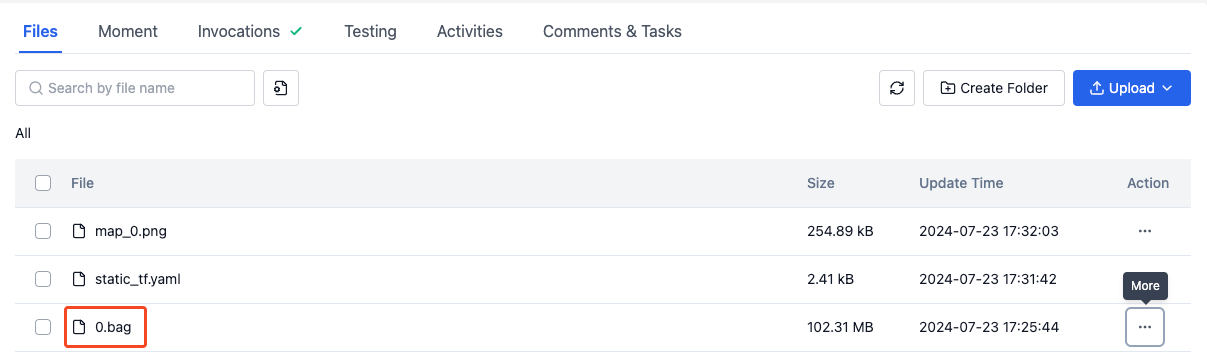 Files Moment Invocations Testing Activities Comments & Tasks
Search by file name Create Folder Upload
All
File Size Update Time Action
map_0.png 254.89 kB 2024-07-23 17:32:03 ···
static_tf.yaml 2.41 kB 2024-07-23 17:31:42
More
0.bag 102.31 MB 2024-07-23 17:25:44 ···